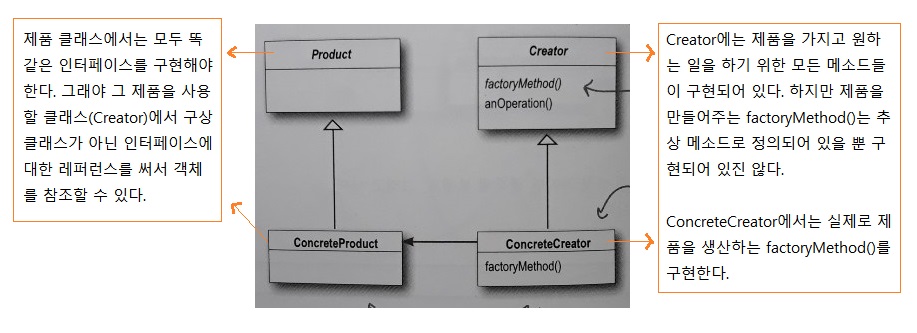 제품 클래스에서는 모두 똑
같은 인터페이스를 구현해야
한다. 그래야 그 제품을 사용
할 클래스(Creator)에서 구상
클래스가 아닌 인터페이스에
대한 레퍼런스를 써서 객체
를 참조할 수 있다.
Product
Creator
factoryMethod()
anOperation()
ConcreteProduct
ConcreteCreator
factoryMethod()
Creator에는 제품을 가지고 원하
는 일을 하기 위한 모든 메소드들
이 구현되어 있다. 하지만 제품을
만들어주는 factoryMethod()는 추
상 메소드로 정의되어 있을 뿐 구
현되어 있진 않다.
ConcreteCreator에서는 실제로 제
품을 생산하는 factoryMethod()를
구현한다.